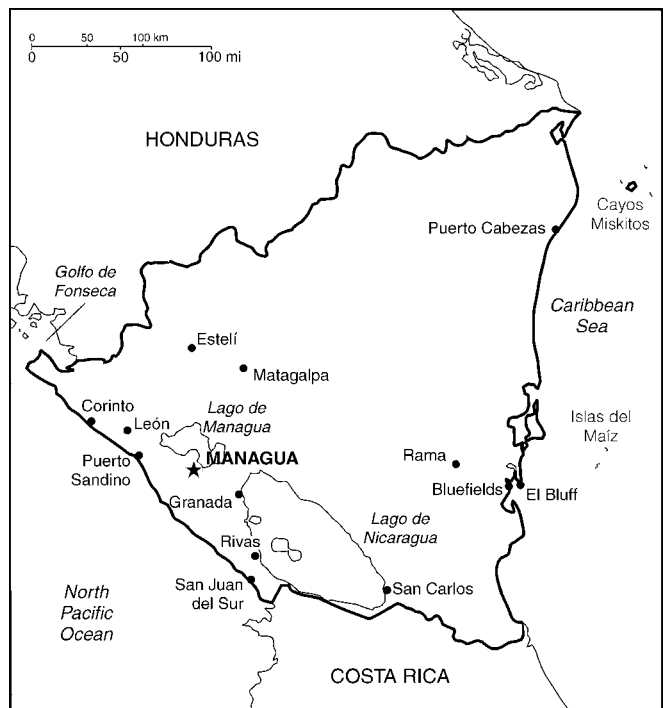 0 50 100 km
0 50 100 mi
HONDURAS
Cayos
Miskitos
Puerto Cabezas
Golfo de
Fonseca
Caribbean
Sea
Estelí
Matagalpa
Corinto
León
Lago de
Managua
Islas del
Maíz
Puerto
Sandino
MANAGUA
Rama
Granada
Bluefields
El Bluff
Lago de
Nicaragua
Rivas
San Juan
del Sur
San Carlos
North
Pacific
Ocean
COSTA RICA